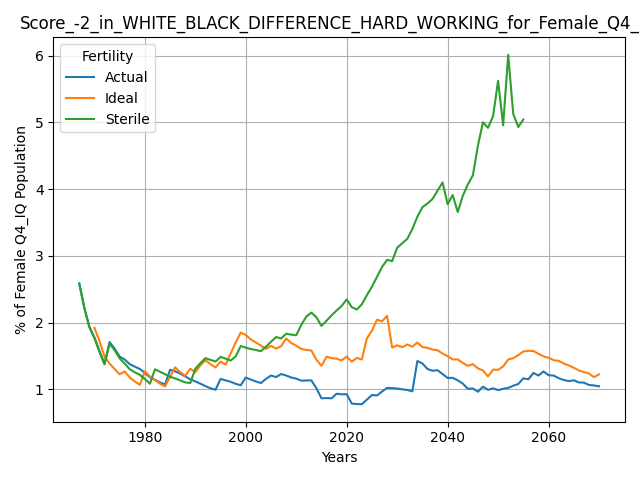 Score_-2_in_WHITE_BLACK_DIFFERENCE_HARD_WORKING_for_Female_Q4_
Fertility
Actual
Ideal
Sterile
% of Female Q4_IQ Population
6
5
4
3
2
1
1980 2000 2020 2040 2060
Years